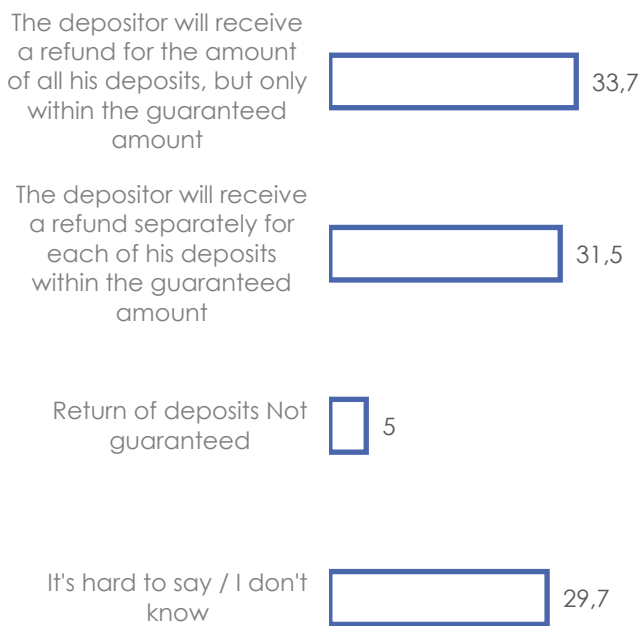 The depositor will receive
a refund for the amount
of all his deposits, but only
within the guaranteed
amount
33,7
The depositor will receive
a refund separately for
each of his deposits
within the guaranteed
amount
31,5
Return of deposits Not
guaranteed
5
It's hard to say / I don't
know
29,7